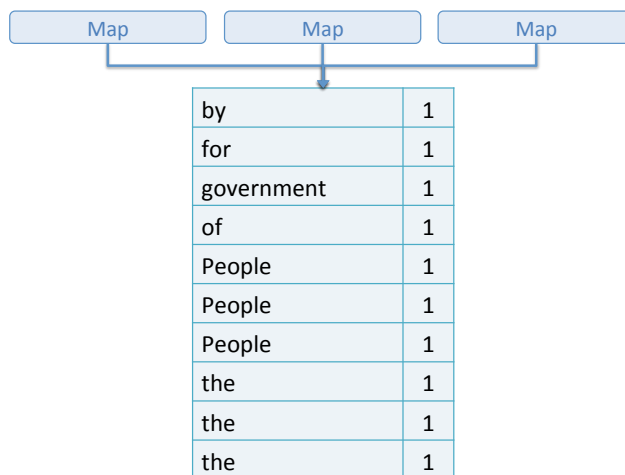 Map Map Map
by 1
for 1
government 1
of 1
People 1
People 1
People 1
the 1
the 1
the 1